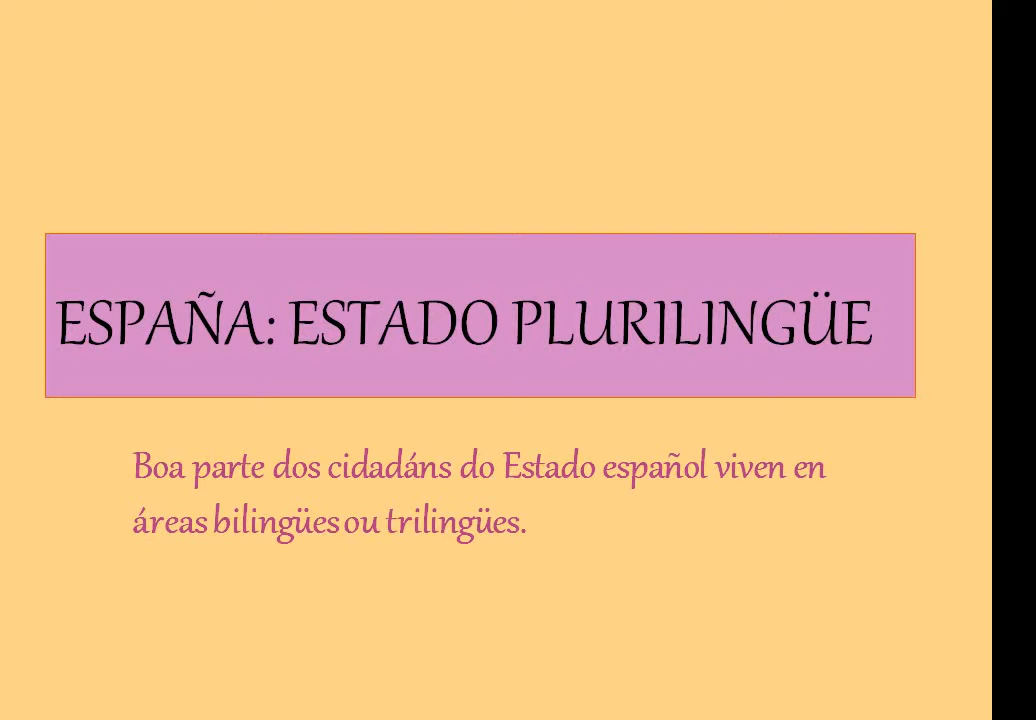 ESPAÑA: ESTADO PLURILINGÜE
Boa parte dos cidadáns do Estado español viven en
áreas bilingües ou trilingües.